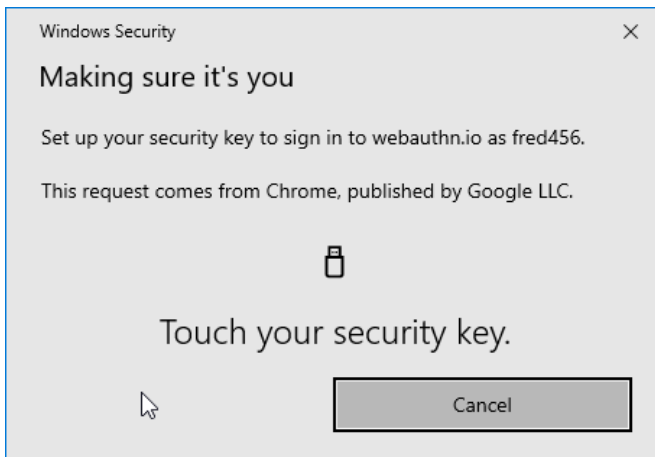 Windows Security
Making sure it's you
Set up your security key to sign in to webauthn.io as fred456.
This request comes from Chrome, published by Google LLC.
Touch your security key.
Cancel